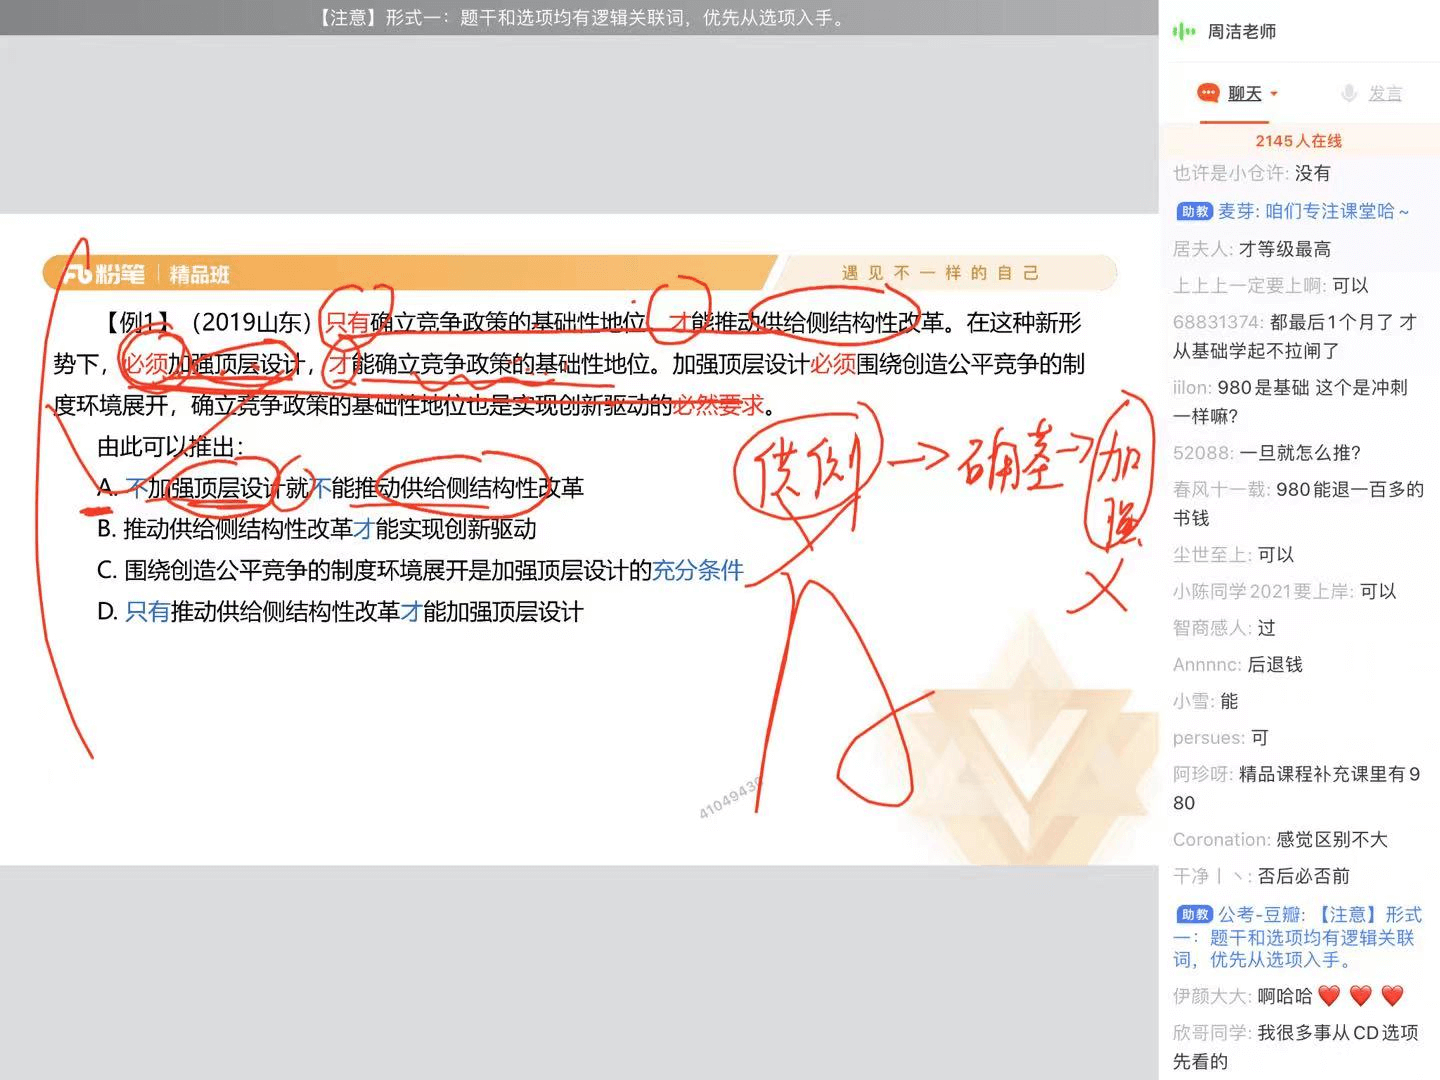 【注意】形式一：题干和选项均有逻辑关联词，优先从选项入手。
粉笔 | 精品班
遇见不一样的自己
【例1】（2019山东）只有确立竞争政策的基础性地位，才能推动供给侧结构性改革。在这种新形
势下，必须加强顶层设计，才能确立竞争政策的基础性地位。加强顶层设计必须围绕创造公平竞争的制
度环境展开，确立竞争政策的基础性地位也是实现创新驱动的必然要求。
由此可以推出：
A. 不加强顶层设计就不能推动供给侧结构性改革
B. 推动供给侧结构性改革才能实现创新驱动
C. 围绕创造公平竞争的制度环境展开是加强顶层设计的充分条件
D. 只有推动供给侧结构性改革才能加强顶层设计
供侧→确基→加强
周洁老师
聊天
发言
2145人在线
也许是小仓许: 没有
助教 麦芽: 咱们专注课堂哈~
居夫人: 才等级最高
上上上一定要上啊: 可以
68831374: 都最后1个月了 才
从基础学起不拉闸了
iilon: 980是基础 这个是冲刺
一样嘛?
52088: 一旦就怎么推?
春风十一载: 980能退一百多的
书钱
尘世至上: 可以
小陈同学2021要上岸: 可以
智商感人: 过
Annnnc: 后退钱
小雪: 能
persues: 可
阿珍呀: 精品课程补充课里有9
80
Coronation: 感觉区别不大
干净丨丶: 否后必否前
助教 公考-豆瓣: 【注意】形式
一：题干和选项均有逻辑关联
词，优先从选项入手。
伊颜大大: 啊哈哈❤️ ❤️ ❤️
欣哥同学: 我很多事从CD选项
先看的